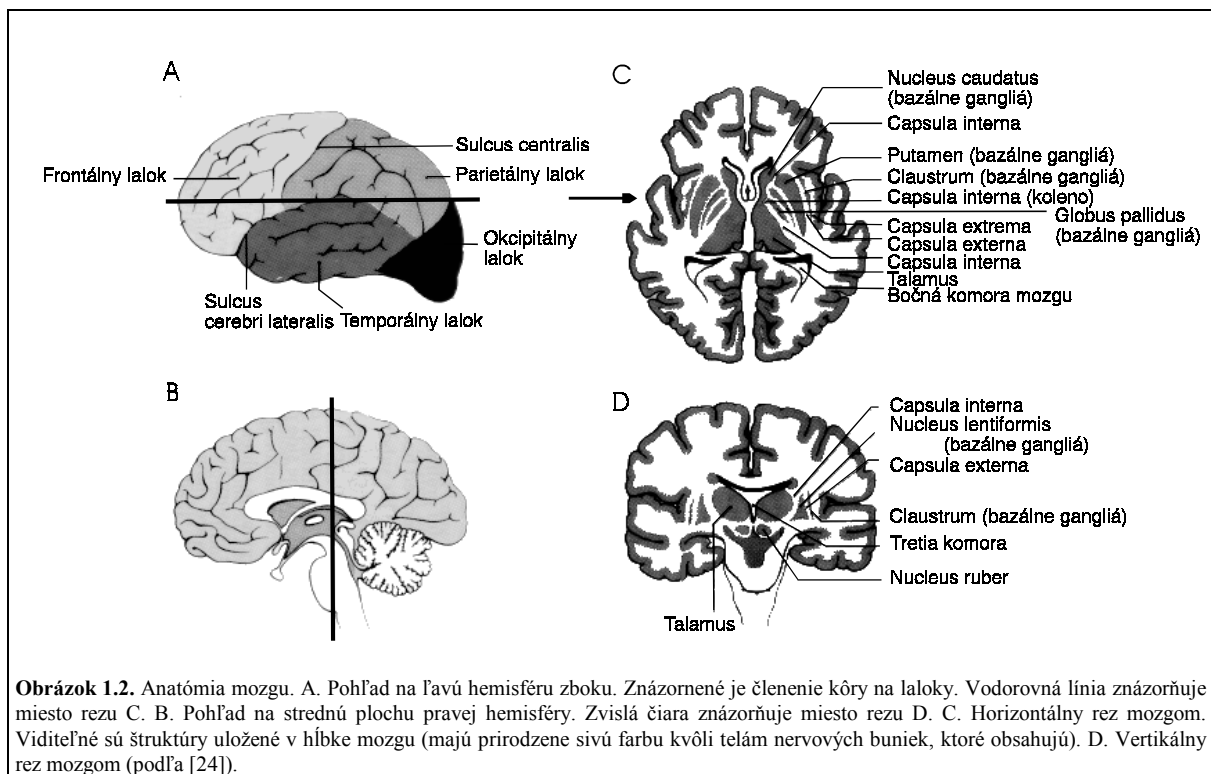 A
Frontálny lalok
Sulcus centralis
Parietálny lalok
Okcipitálny
lalok
Sulcus
cerebri lateralis
Temporálny lalok
C
Nucleus caudatus
(bazálne gangliá)
Capsula interna
Putamen (bazálne gangliá)
Claustrum (bazálne gangliá)
Capsula interna (koleno)
Globus pallidus
(bazálne gangliá)
Capsula extrema
Capsula externa
Capsula interna
Talamus
Bočná komora mozgu
B
D
Capsula interna
Nucleus lentiformis
(bazálne gangliá)
Capsula externa
Claustrum (bazálne gangliá)
Tretia komora
Nucleus ruber
Talamus
Obrázok 1.2. Anatómia mozgu. A. Pohľad na ľavú hemisféru zboku. Znázornené je členenie kôry na laloky. Vodorovná línia znázorňuje
miesto rezu C. B. Pohľad na strednú plochu pravej hemisféry. Zvislá čiara znázorňuje miesto rezu D. C. Horizontálny rez mozgom.
Viditeľné sú štruktúry uložené v hĺbke mozgu (majú prirodzene sivú farbu kvôli telám nervových buniek, ktoré obsahujú). D. Vertikálny
rez mozgom (podľa [24]).